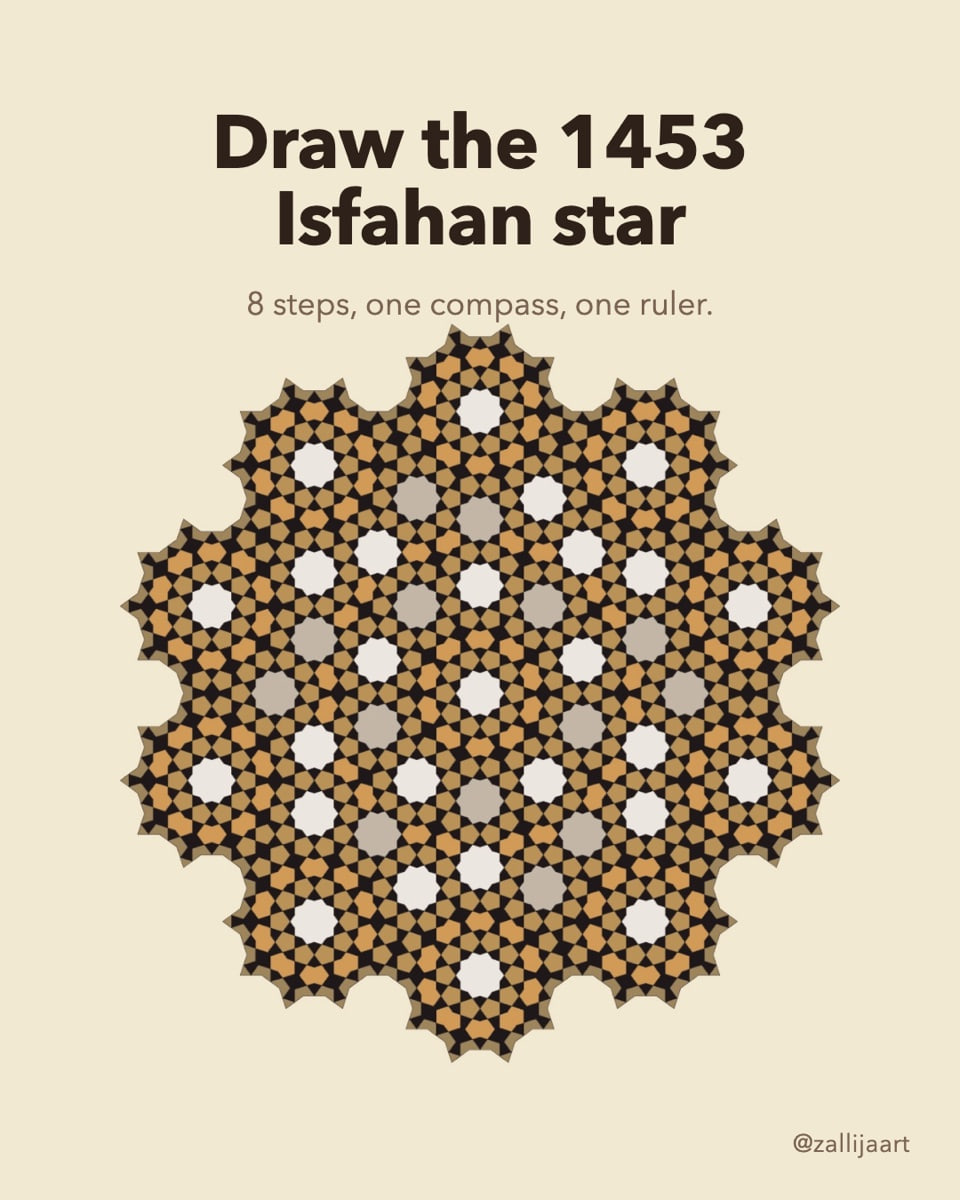 Draw the 1453
Isfahan star
8 steps, one compass, one ruler.
@zallijaart